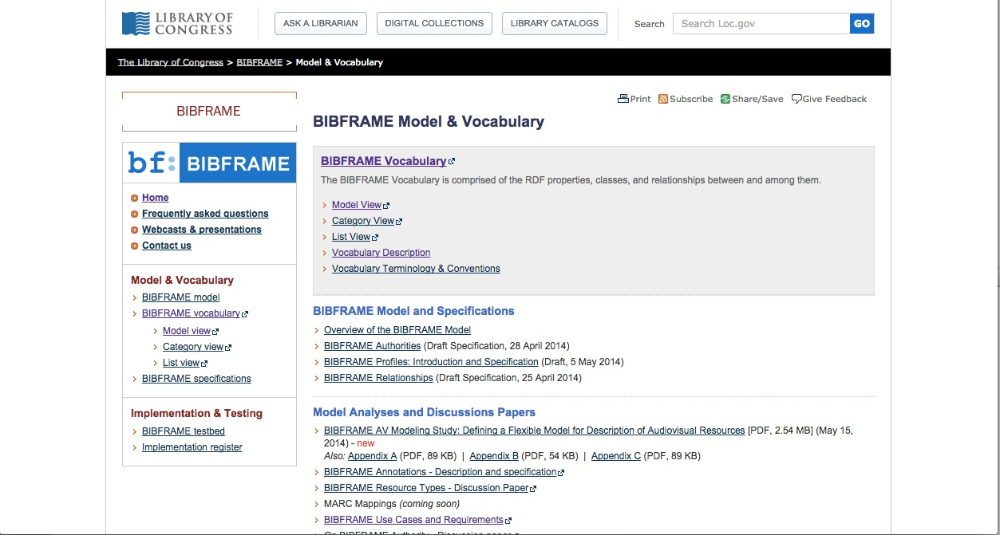 LIBRARY OF
CONGRESS
ASK A LIBRARIAN
DIGITAL COLLECTIONS
LIBRARY CATALOGS
Search
Search Loc.gov
GO
The Library of Congress > BIBFRAME > Model & Vocabulary
Print
Subscribe
Share/Save
Give Feedback
BIBFRAME
bf: BIBFRAME
Home
Frequently asked questions
Webcasts & presentations
Contact us
Model & Vocabulary
BIBFRAME model
BIBFRAME vocabulary
Model view
Category view
List view
BIBFRAME specifications
Implementation & Testing
BIBFRAME testbed
Implementation register
BIBFRAME Model & Vocabulary
BIBFRAME Vocabulary
The BIBFRAME Vocabulary is comprised of the RDF properties, classes, and relationships between and among them.
Model View
Category View
List View
Vocabulary Description
Vocabulary Terminology & Conventions
BIBFRAME Model and Specifications
Overview of the BIBFRAME Model
BIBFRAME Authorities (Draft Specification, 28 April 2014)
BIBFRAME Profiles: Introduction and Specification (Draft, 5 May 2014)
BIBFRAME Relationships (Draft Specification, 25 April 2014)
Model Analyses and Discussions Papers
BIBFRAME AV Modeling Study: Defining a Flexible Model for Description of Audiovisual Resources [PDF, 2.54 MB] (May 15,
2014) - new
Also: Appendix A (PDF, 89 KB) | Appendix B (PDF, 54 KB) | Appendix C (PDF, 89 KB)
BIBFRAME Annotations - Description and specification
BIBFRAME Resource Types - Discussion Paper
MARC Mappings (coming soon)
BIBFRAME Use Cases and Requirements
On BIBFRAME Authority - Discussion paper